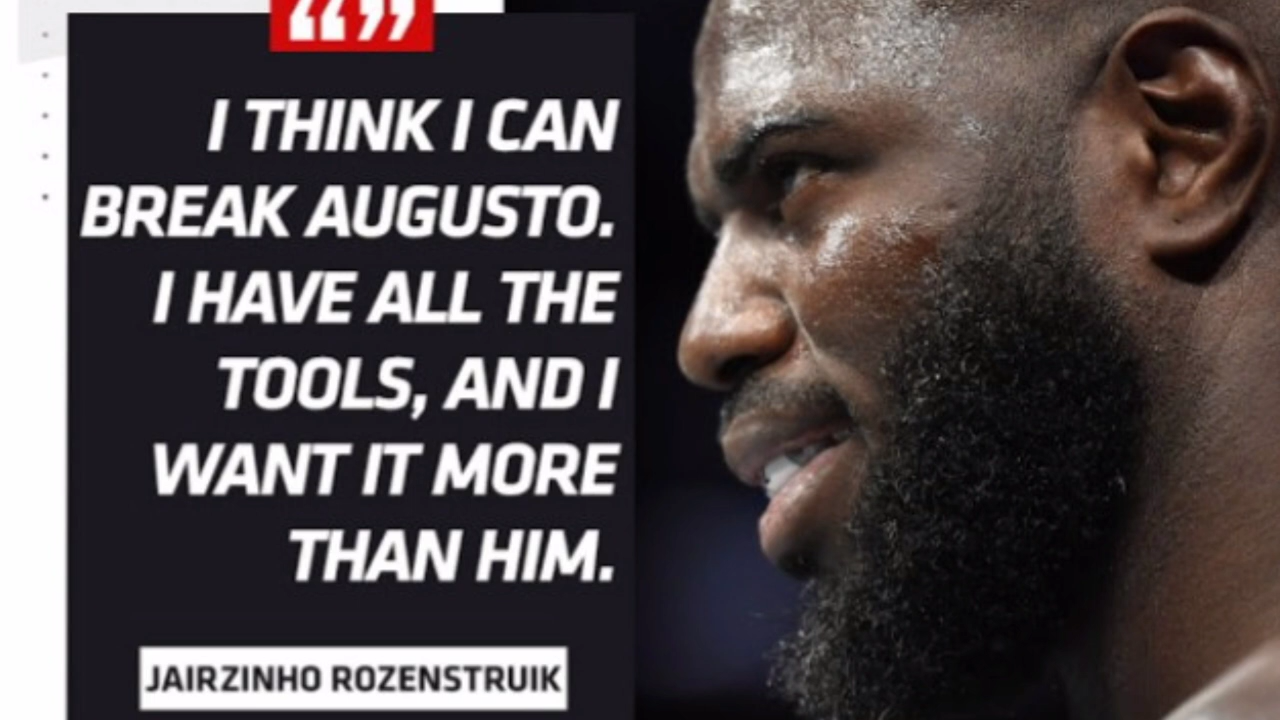 “”
I THINK I CAN
BREAK AUGUSTO.
I HAVE ALL THE
TOOLS, AND I
WANT IT MORE
THAN HIM.
JAIRZINHO ROZENSTRUIK